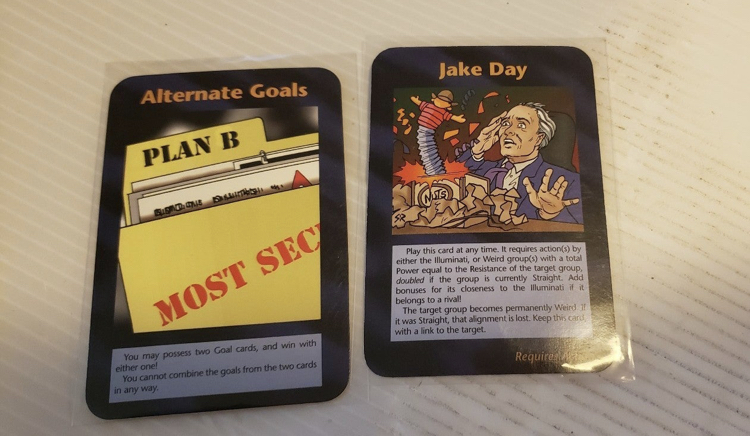 Alternate Goals
PLAN B
MOST SEC
You may possess two Goal cards, and win with
either one!
You cannot combine the goals from the two cards
in any way.
Jake Day
NUTS
Play this card at any time. It requires action(s) by
either the Illuminati, or Weird group(s) with a total
Power equal to the Resistance of the target group,
doubled if the group is currently Straight. Add
bonuses for its closeness to the Illuminati if it
belongs to a rival!
The target group becomes permanently Weird. If
it was Straight, that alignment is lost. Keep this card
with a link to the target.
Requires